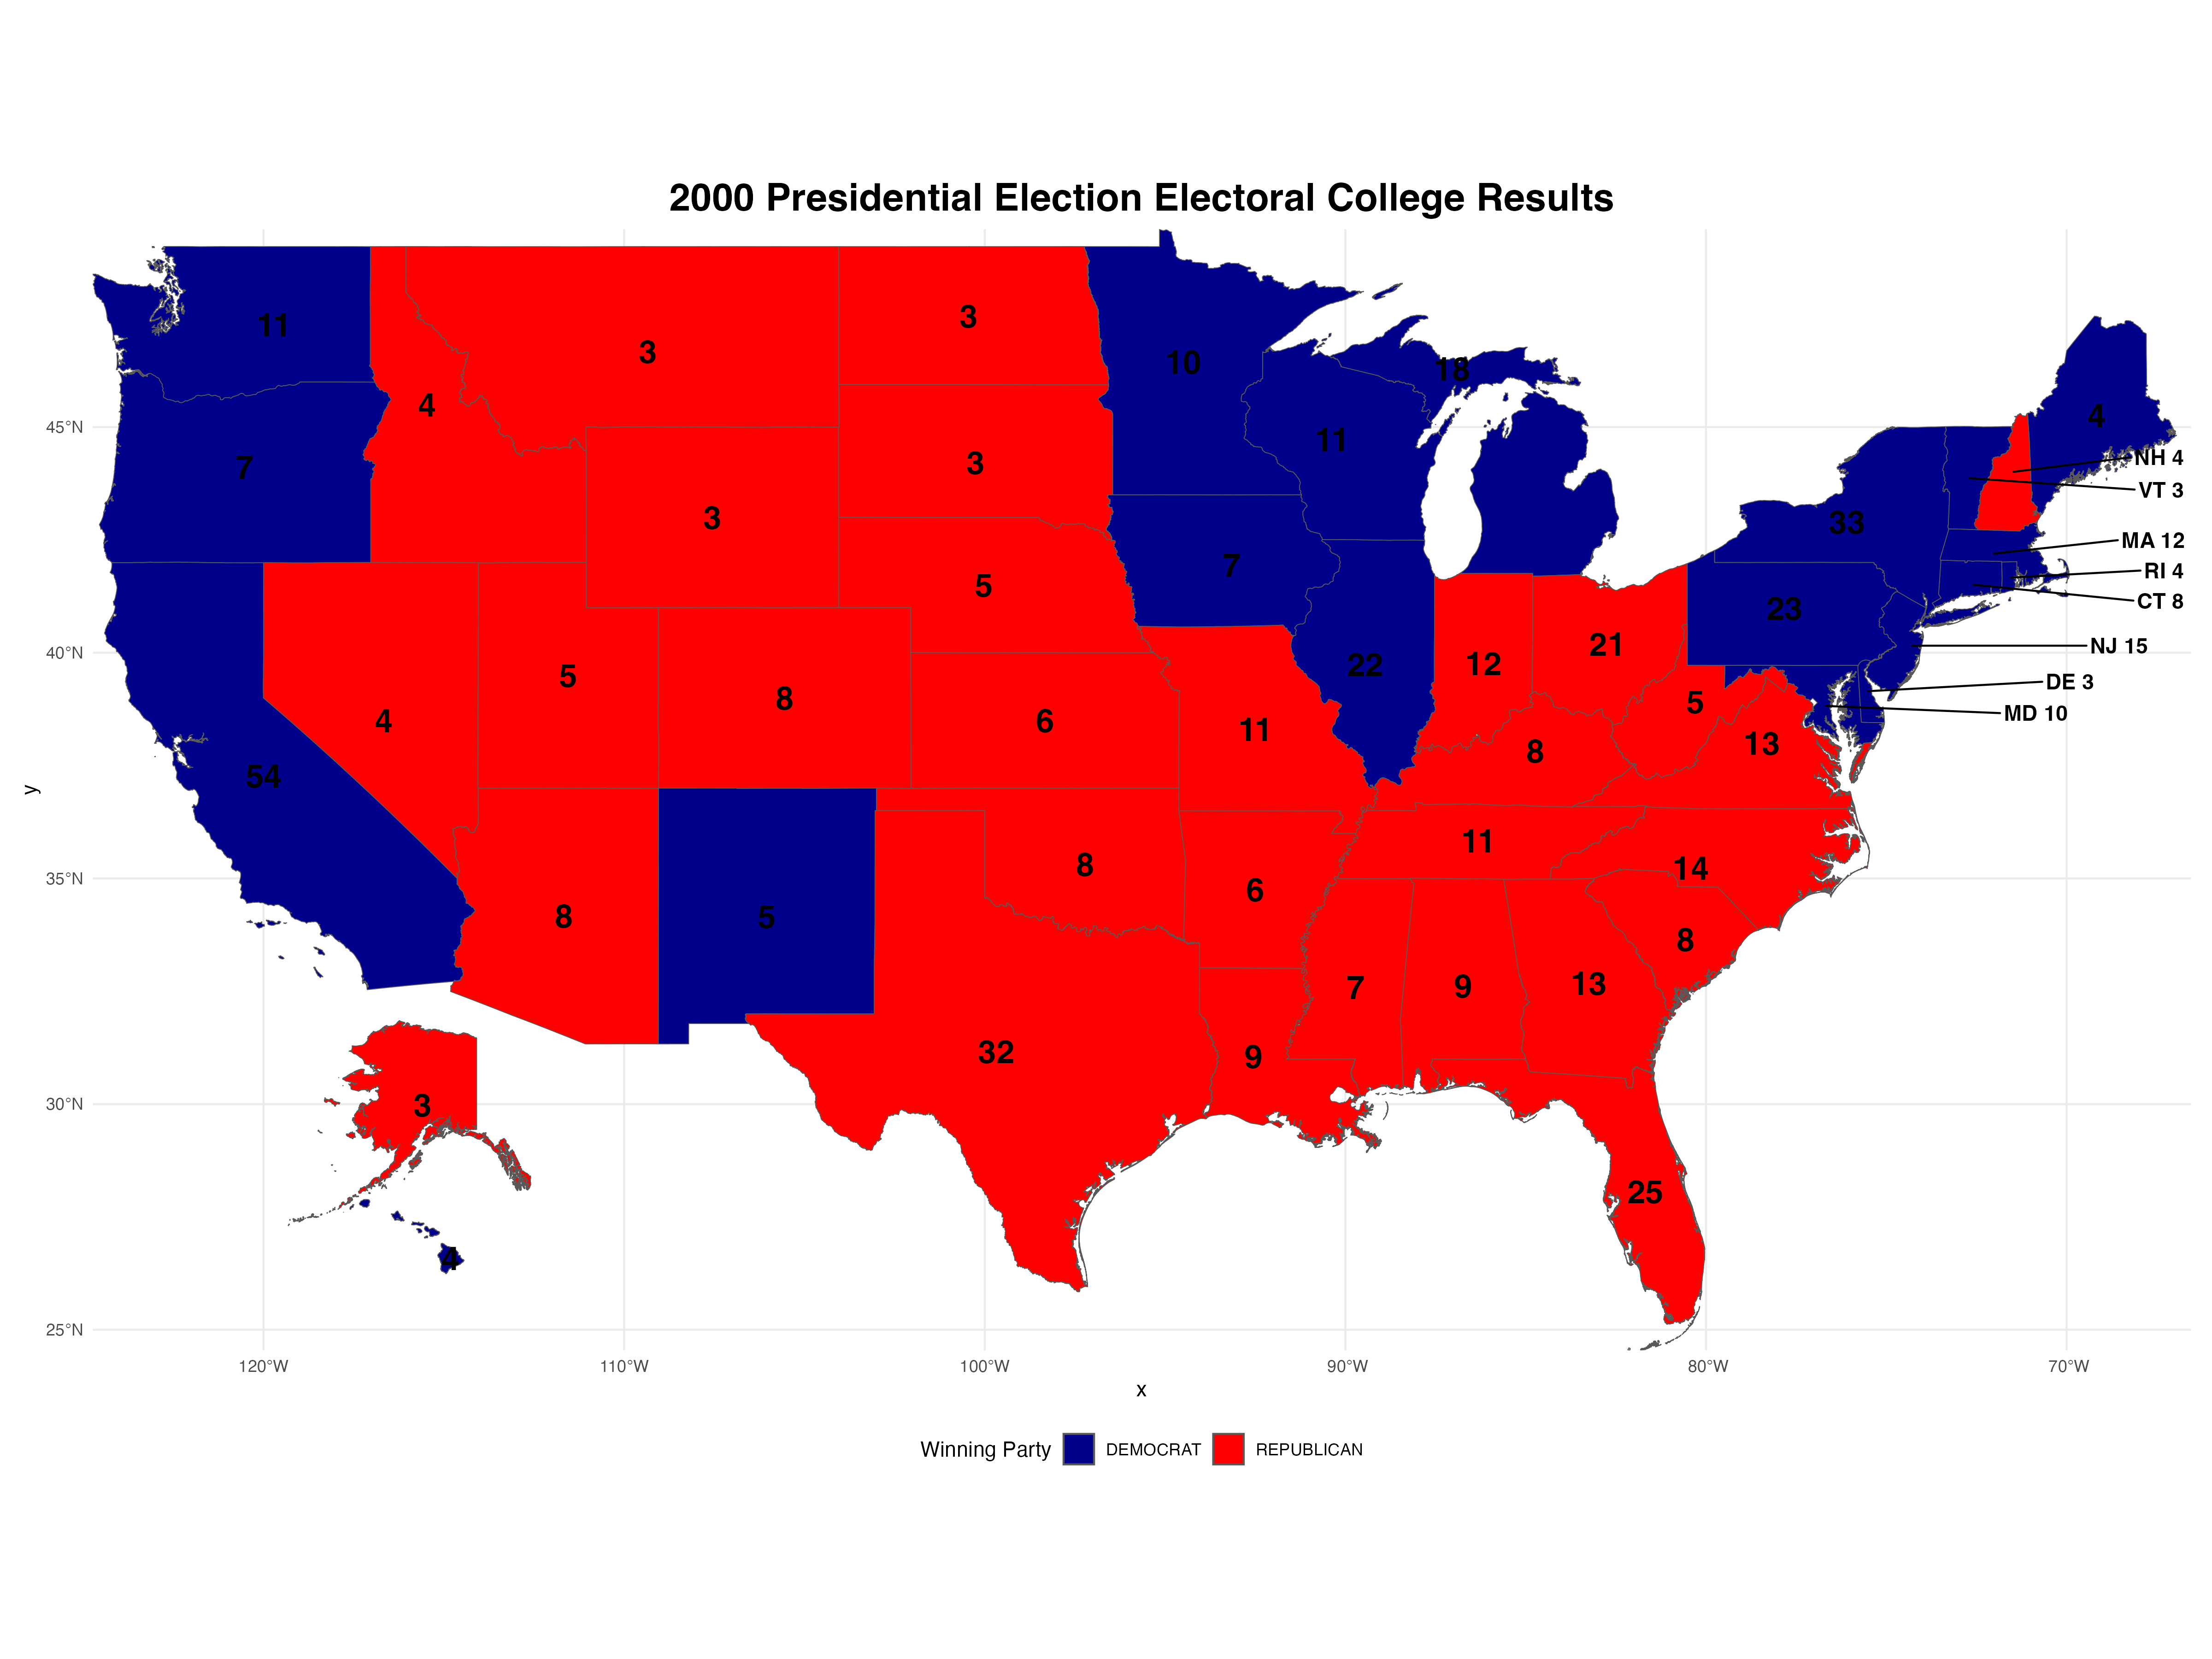 2000 Presidential Election Electoral College Results
11
3
3
10
18
4
7
4
3
11
4
NH 4
VT 3
3
33
MA 12
RI 4
CT 8
5
7
23
5
8
6
11
22
12
21
5
NJ 15
DE 3
MD 10
4
54
8
13
8
5
8
6
11
14
8
7
9
13
32
9
3
25
4
45°N
40°N
35°N
30°N
25°N
y
120°W
110°W
100°W
90°W
80°W
70°W
x
Winning Party DEMOCRAT REPUBLICAN